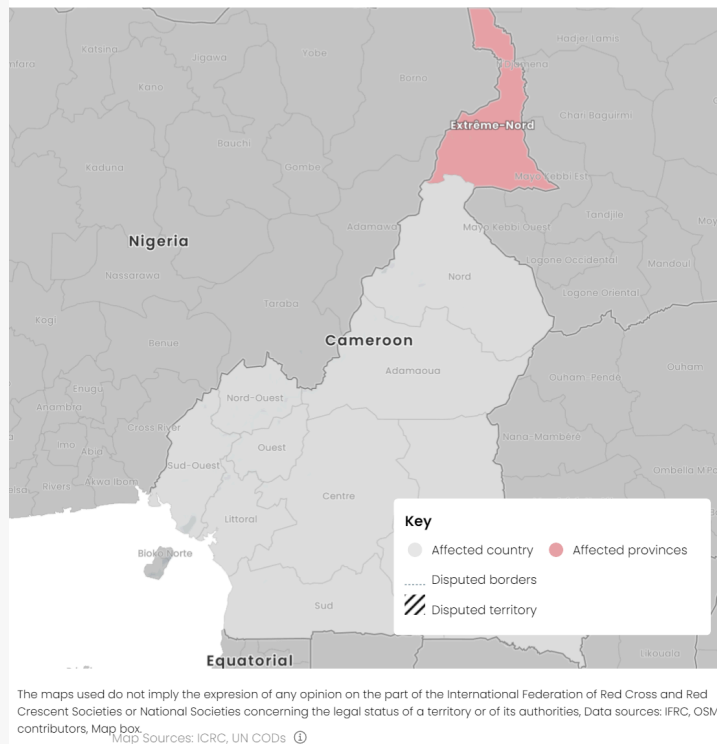 Hadjer Lamis
Katsina
Yobe
Jigawa
Borno
Kano
Chari Baguirmi
Extrême-Nord
Bauchi
Gombe
Kaduna
Mayo Kebbi Est
Tandjile
Adamawa
Mayo Kebbi Ouest
Nigeria
Logone Occidental
Mandoul
Nassarawa
Nord
Logone Oriental
Taraba
Kogi
Cameroon
Benue
Adamaoua
Ouham
Ouham, Pendé
Enugu
Nord-Ouest
Anambra
Cross River
Nana, Mambéré
Imo
Abia
Ouest
Sud-Ouest
Rivers
Akwa Ibom
Centre
Littoral
Key
Affected country
Affected provinces
Bioko Norte
Disputed borders
Disputed territory
Sud
Likouala
Equatorial
The maps used do not imply the expresion of any opinion on the part of the International Federation of Red Cross and Red
Crescent Societies or National Societies concerning the legal status of a territory or of its authorities, Data sources: IFRC, OSM
contributors, Map box.
Map Sources: ICRC, UN CODs